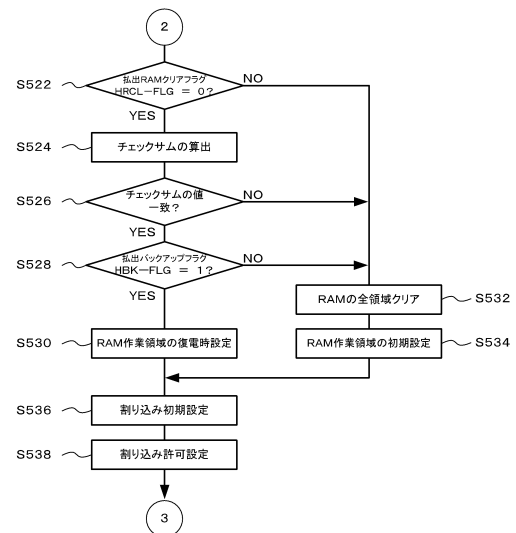 2
S522
払出RAMクリアフラグ
HRCL-FLG = 0?
NO
YES
S524
チェックサムの算出
S526
チェックサムの値
一致?
NO
YES
S528
払出バックアップフラグ
HBK-FLG = 1?
NO
YES
RAMの全領域クリア
S532
S530
RAM作業領域の復電時設定
RAM作業領域の初期設定
S534
S536
割り込み初期設定
S538
割り込み許可設定
3